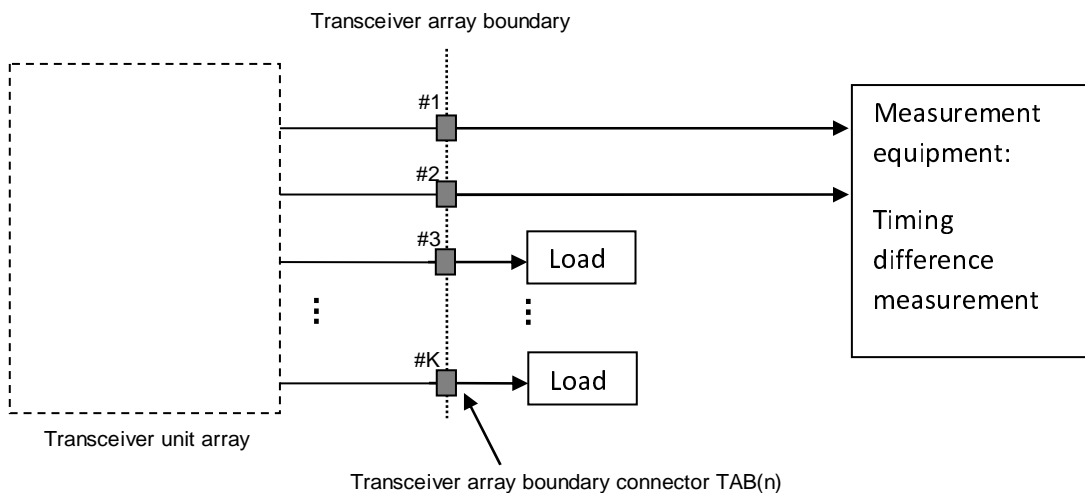 Transceiver array boundary
#1
Measurement
equipment:
#2
Timing
difference
measurement
#3
Load
#K
Load
Transceiver unit array
Transceiver array boundary connector TAB(n)